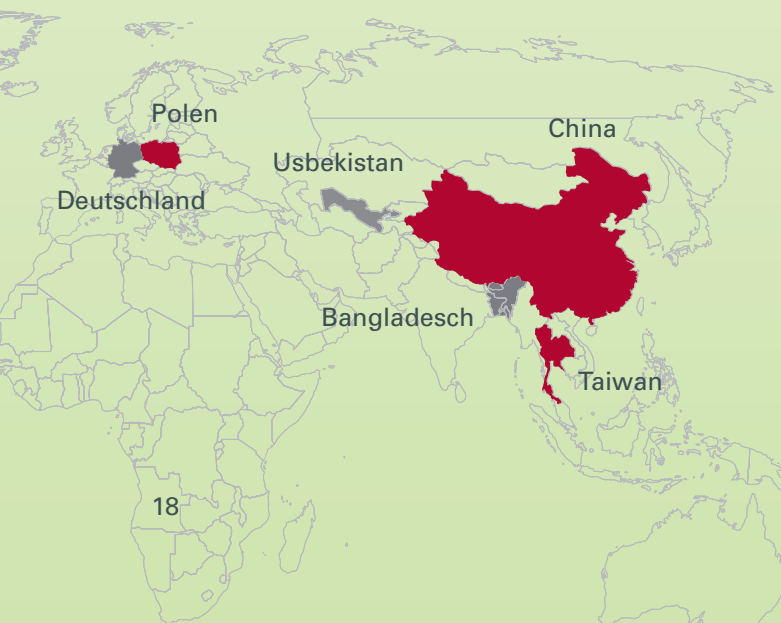 Polen
China
Usbekistan
Deutschland
Bangladesch
Taiwan
18